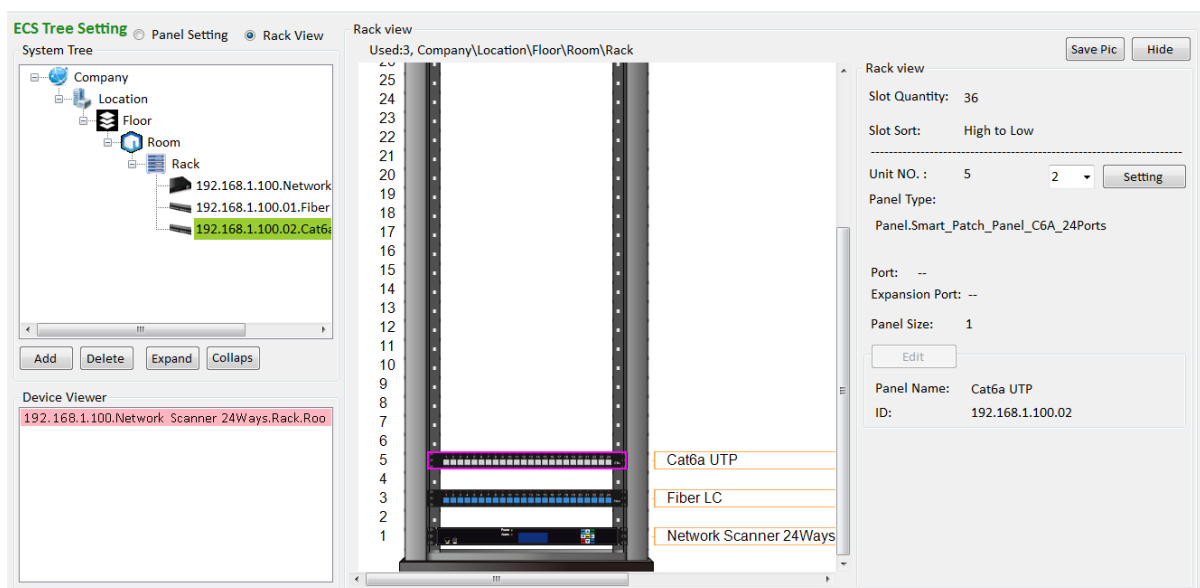 ECS Tree Setting
Panel Setting
Rack View
System Tree
Company
Location
Floor
Room
Rack
192.168.1.100.Network
192.168.1.100.01.Fiber
192.168.1.100.02.Cat6a
Add
Delete
Expand
Collaps
Device Viewer
192.168.1.100.Network Scanner 24Ways.Rack.Roo
Rack view
Used:3, Company\Location\Floor\Room\Rack
25
24
23
22
21
20
19
18
17
16
15
14
13
12
11
10
9
8
7
6
5
Cat6a UTP
4
3
Fiber LC
2
1
Network Scanner 24Ways
Save Pic
Hide
Rack view
Slot Quantity: 36
Slot Sort: High to Low
Unit NO. : 5
2
Setting
Panel Type:
Panel.Smart_Patch_Panel_C6A_24Ports
Port: --
Expansion Port: --
Panel Size: 1
Edit
Panel Name: Cat6a UTP
ID: 192.168.1.100.02